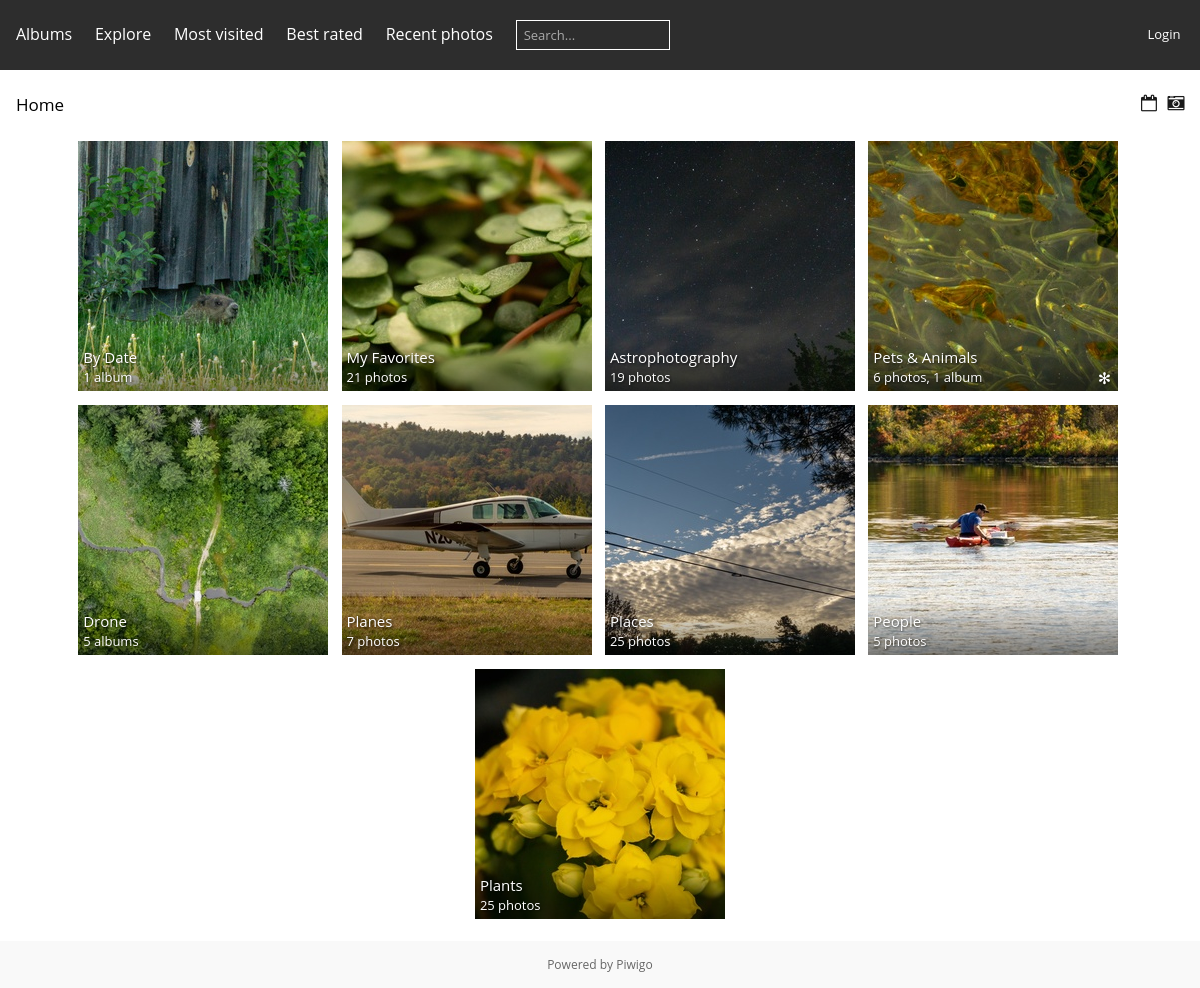 Albums Explore Most visited Best rated Recent photos Search... Login
Home
By Date
1 album
My Favorites
21 photos
Astrophotography
19 photos
Pets & Animals
6 photos, 1 album
Drone
5 albums
Planes
7 photos
Places
25 photos
People
5 photos
Plants
25 photos
Powered by Piwigo